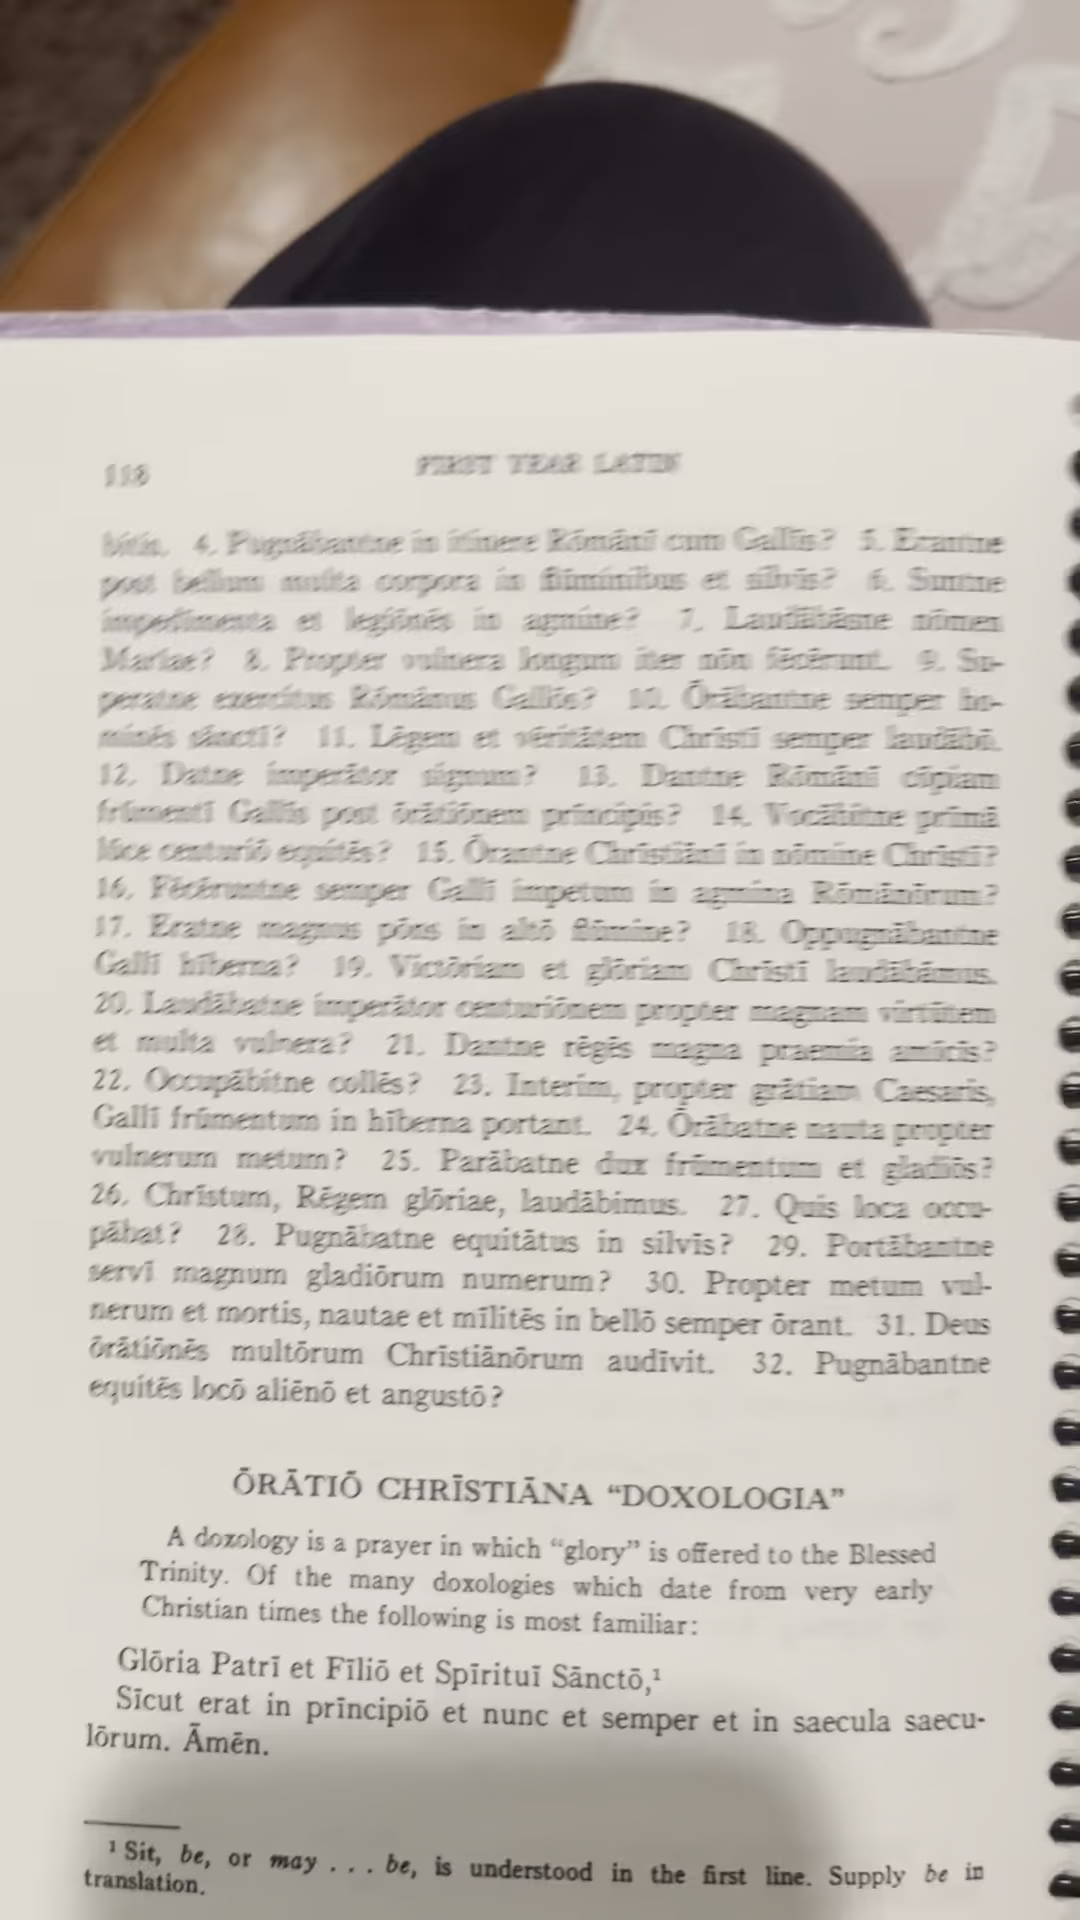 118 FIRST YEAR LATIN
bitis. 4. Pugnābantne in itinere Rōmānī cum Gallīs? 5. Erantne
post bellum multa corpora in flūminibus et silvīs? 6. Suntne
impedīmenta et legiōnēs in agmine? 7. Laudābāsne nōmen
Marīae? 8. Propter vulnera longum iter nōn fēcērunt. 9. Su-
peratne exercitus Rōmānus Gallōs? 10. Ōrābantne semper ho-
minēs sānctī? 11. Lēgem et vēritātem Chrīstī semper laudābō.
12. Datne imperātor signum? 13. Dantne Rōmānī cōpiam
frūmentī Gallīs post ōrātiōnem prīncipis? 14. Vocābitne prīmā
lūce centuriō equitēs? 15. Ōrantne Chrīstiānī in nōmine Chrīstī?
16. Fēcēruntne semper Gallī impetum in agmina Rōmānōrum?
17. Eratne magnus pōns in altō flūmine? 18. Oppugnābantne
Gallī hīberna? 19. Victōriam et glōriam Chrīstī laudābāmus.
20. Laudābatne imperātor centuriōnem propter magnam virtūtem
et multa vulnera? 21. Dantne rēgēs magna praemia amīcīs?
22. Occupābitne collēs? 23. Interim, propter grātiam Caesaris,
Gallī frūmentum in hīberna portant. 24. Ōrābatne nauta propter
vulnerum metum? 25. Parābatne dux frūmentum et gladiōs?
26. Chrīstum, Rēgem glōriae, laudābimus. 27. Quis loca occu-
pābat? 28. Pugnābatne equitātus in silvīs? 29. Portābantne
servī magnum gladiōrum numerum? 30. Propter metum vul-
nerum et mortis, nautae et mīlitēs in bellō semper ōrant. 31. Deus
ōrātiōnēs multōrum Chrīstiānōrum audīvit. 32. Pugnābantne
equitēs locō aliēnō et angustō?
ŌRĀTIŌ CHRĪSTIĀNA “DOXOLOGIA”
A doxology is a prayer in which “glory” is offered to the Blessed
Trinity. Of the many doxologies which date from very early
Christian times the following is most familiar:
Glōria Patrī et Fīliō et Spīrituī Sānctō,¹
Sīcut erat in prīncipiō et nunc et semper et in saecula saecu-
lōrum. Āmēn.
¹ Sit, be, or may . . . be, is understood in the first line. Supply be in
translation.